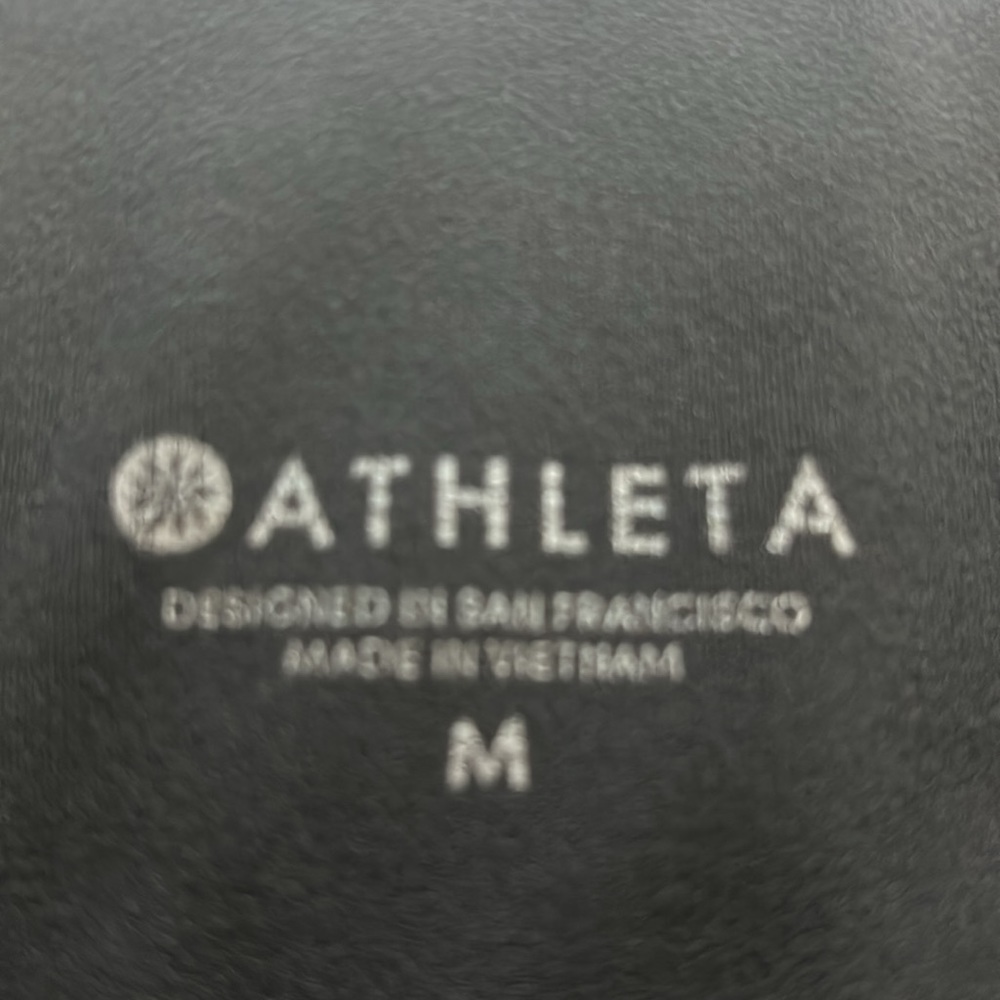 ATHLETA
DESIGNED IN SAN FRANCISCO
MADE IN VIETNAM
M